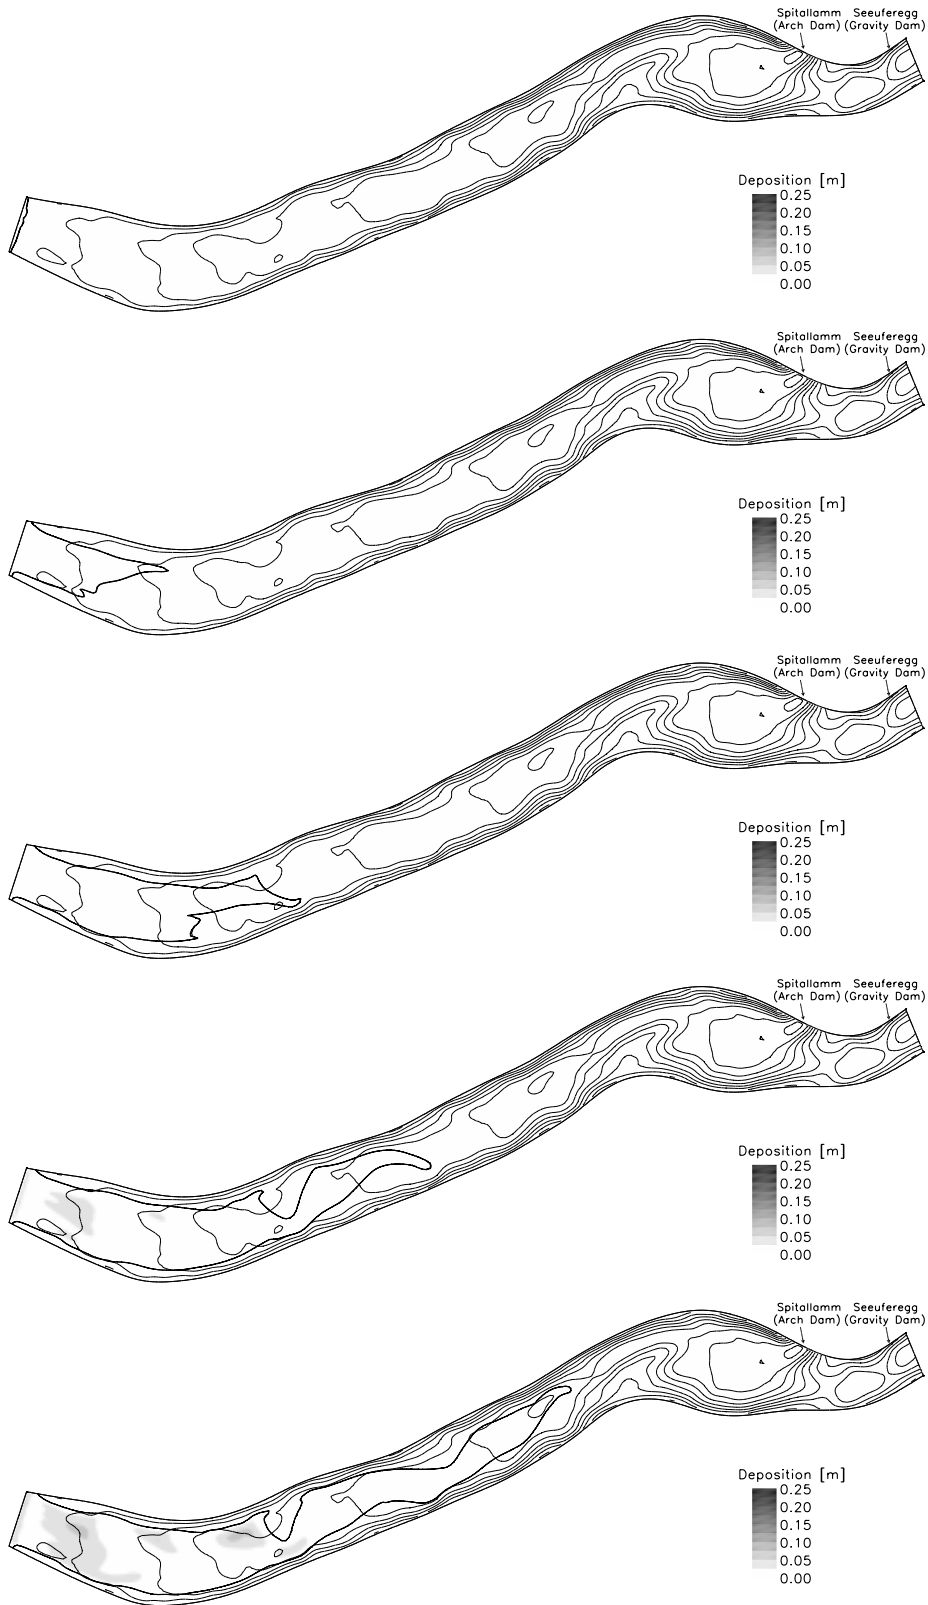 Spitallamm Seeuferegg
(Arch Dam) (Gravity Dam)
Deposition [m]
0.25
0.20
0.15
0.10
0.05
0.00
Spitallamm Seeuferegg
(Arch Dam) (Gravity Dam)
Deposition [m]
0.25
0.20
0.15
0.10
0.05
0.00
Spitallamm Seeuferegg
(Arch Dam) (Gravity Dam)
Deposition [m]
0.25
0.20
0.15
0.10
0.05
0.00
Spitallamm Seeuferegg
(Arch Dam) (Gravity Dam)
Deposition [m]
0.25
0.20
0.15
0.10
0.05
0.00
Spitallamm Seeuferegg
(Arch Dam) (Gravity Dam)
Deposition [m]
0.25
0.20
0.15
0.10
0.05
0.00